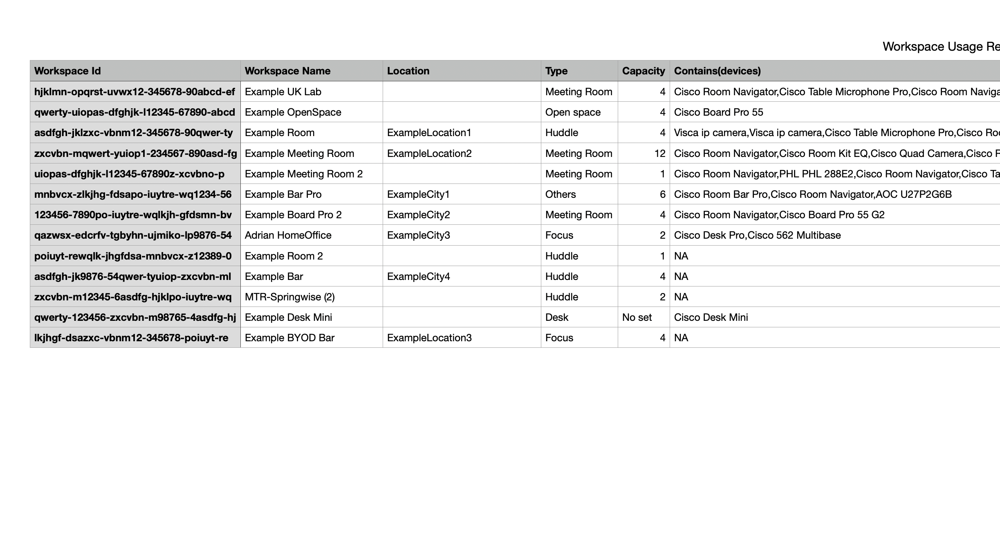 Workspace Usage Re
Workspace Id Workspace Name Location Type Capacity Contains(devices)
hjklmn-opqrst-uvwx12-345678-90abcd-ef Example UK Lab Meeting Room 4 Cisco Room Navigator,Cisco Table Microphone Pro,Cisco Room Naviga
qwerty-uiopas-dfghjk-l12345-67890-abcd Example OpenSpace Open space 4 Cisco Board Pro 55
asdfgh-jklzxc-vbnm12-345678-90qwer-ty Example Room ExampleLocation1 Huddle 4 Visca ip camera,Visca ip camera,Cisco Table Microphone Pro,Cisco Roo
zxcvbn-mqwert-yuiop1-234567-890asd-fg Example Meeting Room ExampleLocation2 Meeting Room 12 Cisco Room Navigator,Cisco Room Kit EQ,Cisco Quad Camera,Cisco R
uiopas-dfghjk-l12345-67890z-xcvbno-p Example Meeting Room 2 Meeting Room 1 Cisco Room Navigator,PHL PHL 288E2,Cisco Room Navigator,Cisco Ta
mnbvcx-zlkjhg-fdsapo-iuytre-wq1234-56 Example Bar Pro ExampleCity1 Others 6 Cisco Room Bar Pro,Cisco Room Navigator,AOC U27P2G6B
123456-7890po-iuytre-wqlkjh-gfdsmn-bv Example Board Pro 2 ExampleCity2 Meeting Room 4 Cisco Room Navigator,Cisco Board Pro 55 G2
qazwsx-edcrfv-tgbyhn-ujmiko-lp9876-54 Adrian HomeOffice ExampleCity3 Focus 2 Cisco Desk Pro,Cisco 562 Multibase
poiuyt-rewqlk-jhgfdsa-mnbvcx-z12389-0 Example Room 2 Huddle 1 NA
asdfgh-jk9876-54qwer-tyuiop-zxcvbn-ml Example Bar ExampleCity4 Huddle 4 NA
zxcvbn-m12345-6asdfg-hjklpo-iuytre-wq MTR-Springwise (2) Huddle 2 NA
qwerty-123456-zxcvbn-m98765-4asdfg-hj Example Desk Mini Desk No set Cisco Desk Mini
lkjhgf-dsazxc-vbnm12-345678-poiuyt-re Example BYOD Bar ExampleLocation3 Focus 4 NA